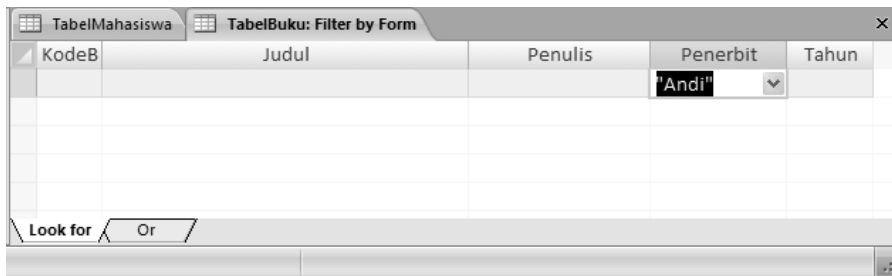 TabelMahasiswa TabelBuku: Filter by Form
KodeB Judul Penulis Penerbit Tahun
"Andi"
Look for Or